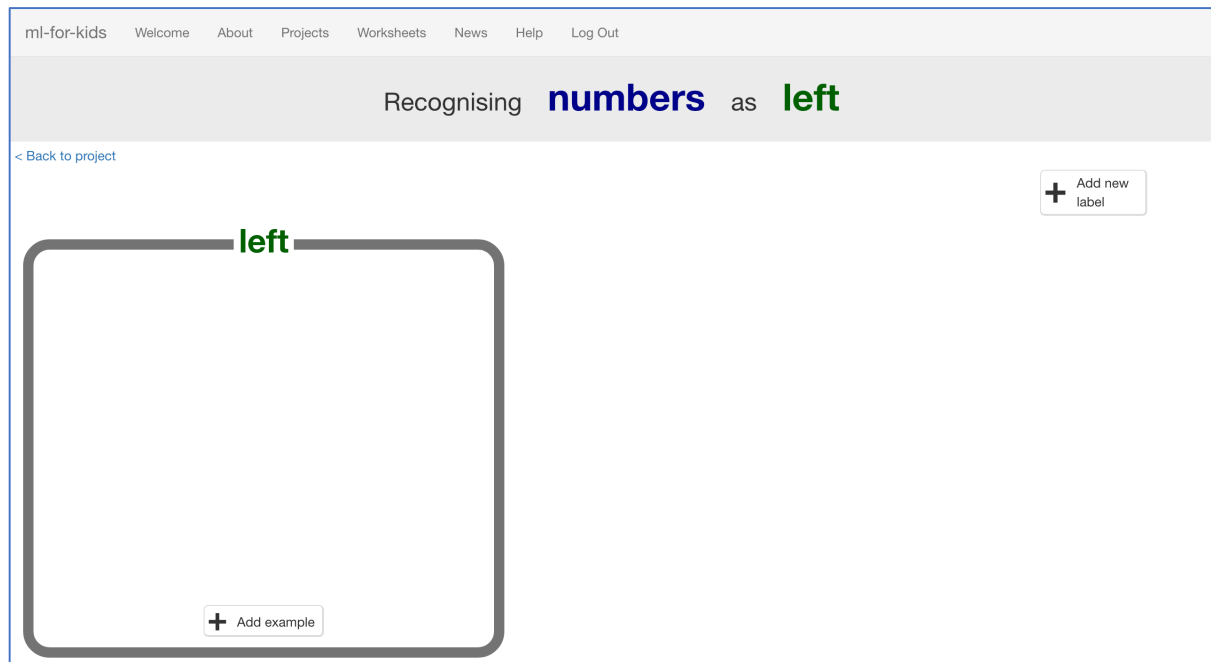 ml-for-kids Welcome About Projects Worksheets News Help Log Out
Recognising numbers as left
< Back to project
Add new
label
left
Add example